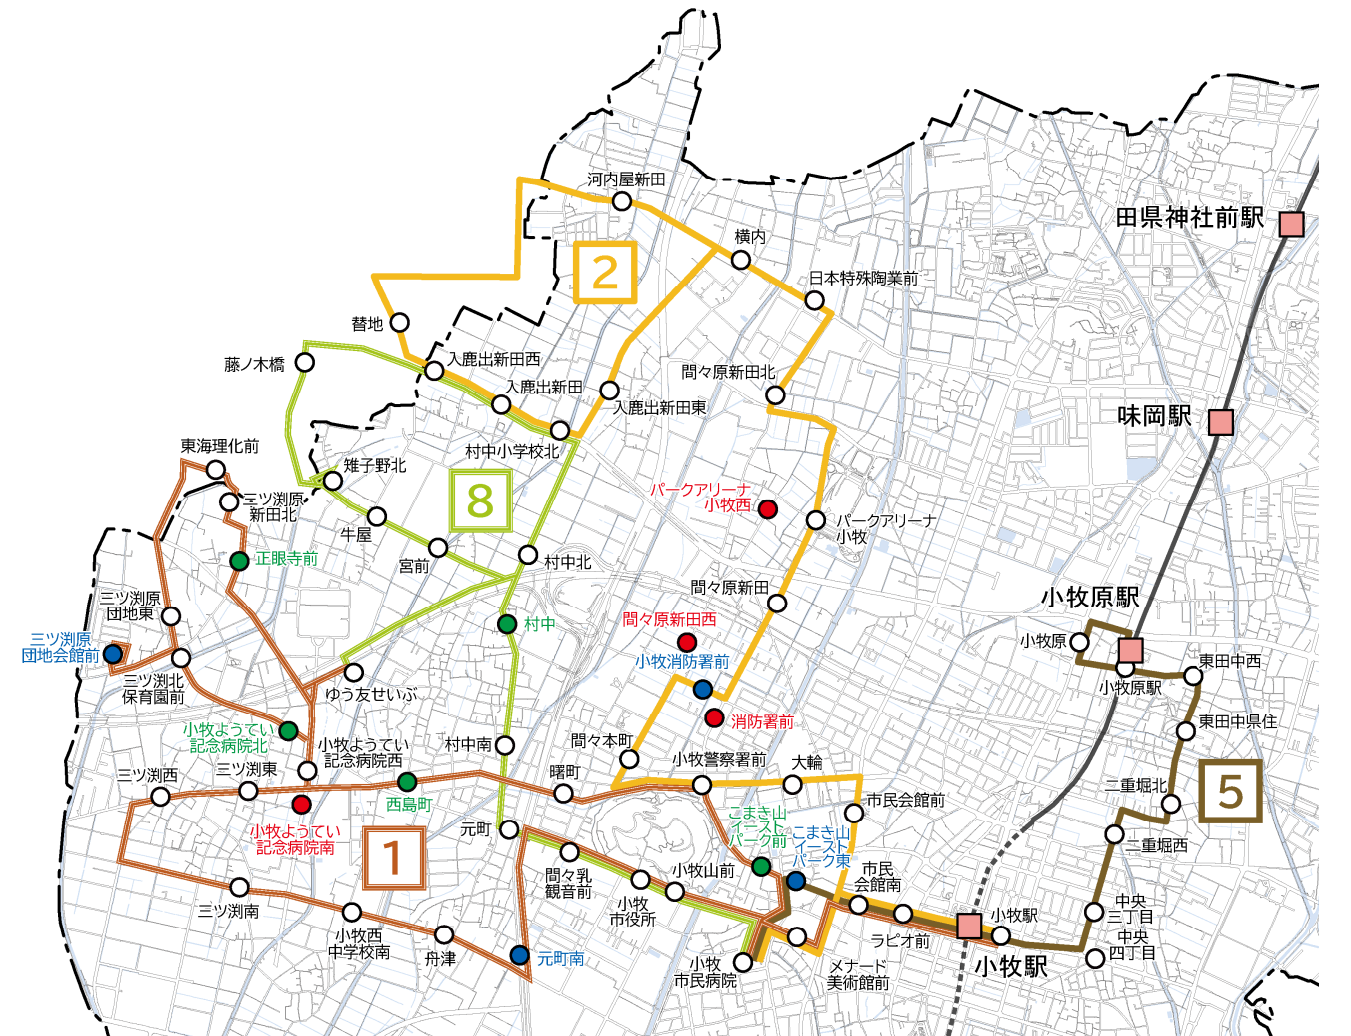 河内屋新田
田県神社前駅
横内
2
日本特殊陶業前
替地
藤ノ木橋
入鹿出新田西
入鹿出新田
間々原新田北
入鹿出新田東
味岡駅
東海理化前
村中小学校北
雉子野北
三ツ渕原
新田北
8
パークアリーナ
小牧西
牛屋
パークアリーナ
小牧
正眼寺前
宮前
村中北
間々原新田
小牧原駅
三ツ渕原
団地東
村中
間々原新田西
小牧原
三ツ渕原
団地会館前
小牧消防署前
東田中西
三ツ渕北
保育園前
ゆう友せいぶ
小牧原駅
消防署前
東田中県住
小牧ようてい
記念病院北
小牧ようてい
記念病院西
村中南
間々本町
三ツ渕西
三ツ渕東
曙町
小牧警察署前
大輪
二重堀北
5
西島町
市民会館前
小牧ようてい
記念病院南
元町
こまき山
イースト
パーク前
こまき山
イースト
パーク東
二重堀西
1
間々乳
観音前
小牧山前
市民
会館南
三ツ渕南
小牧
市役所
中央
三丁目
小牧駅
小牧西
中学校南
舟津
ラピオ前
中央
四丁目
元町南
小牧
市民病院
メナード
美術館前
小牧駅